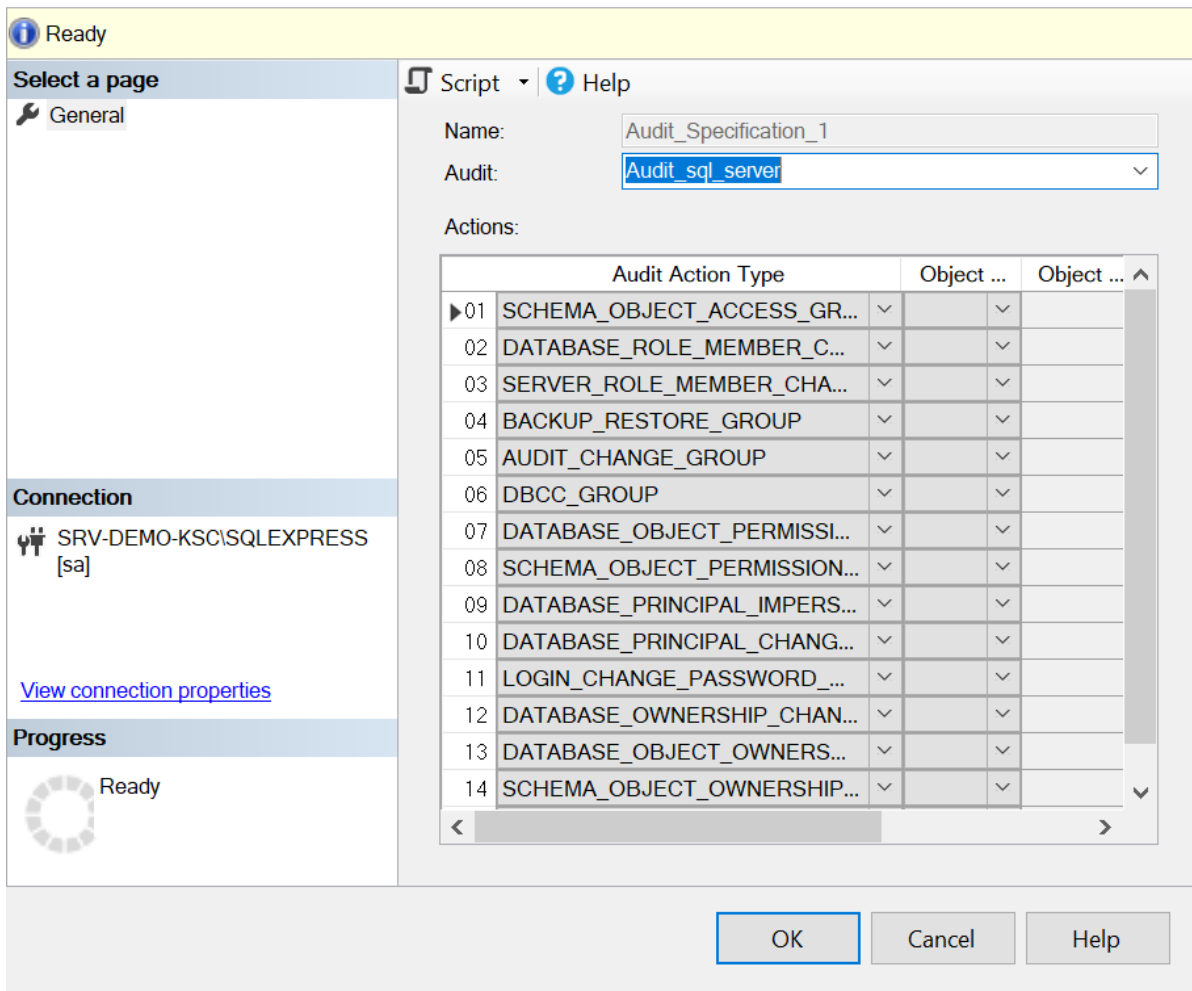 Ready
Select a page
General
Script Help
Name: Audit_Specification_1
Audit: Audit_sql_server
Actions:
Audit Action Type Object ... Object ...
01 SCHEMA_OBJECT_ACCESS_GR...
02 DATABASE_ROLE_MEMBER_C...
03 SERVER_ROLE_MEMBER_CHA...
04 BACKUP_RESTORE_GROUP
05 AUDIT_CHANGE_GROUP
06 DBCC_GROUP
07 DATABASE_OBJECT_PERMISSI...
08 SCHEMA_OBJECT_PERMISSION...
09 DATABASE_PRINCIPAL_IMPERS...
10 DATABASE_PRINCIPAL_CHANG...
11 LOGIN_CHANGE_PASSWORD_...
12 DATABASE_OWNERSHIP_CHAN...
13 DATABASE_OBJECT_OWNERS...
14 SCHEMA_OBJECT_OWNERSHIP...
Connection
SRV-DEMO-KSC\SQLEXPRESS
[sa]
View connection properties
Progress
Ready
OK Cancel Help